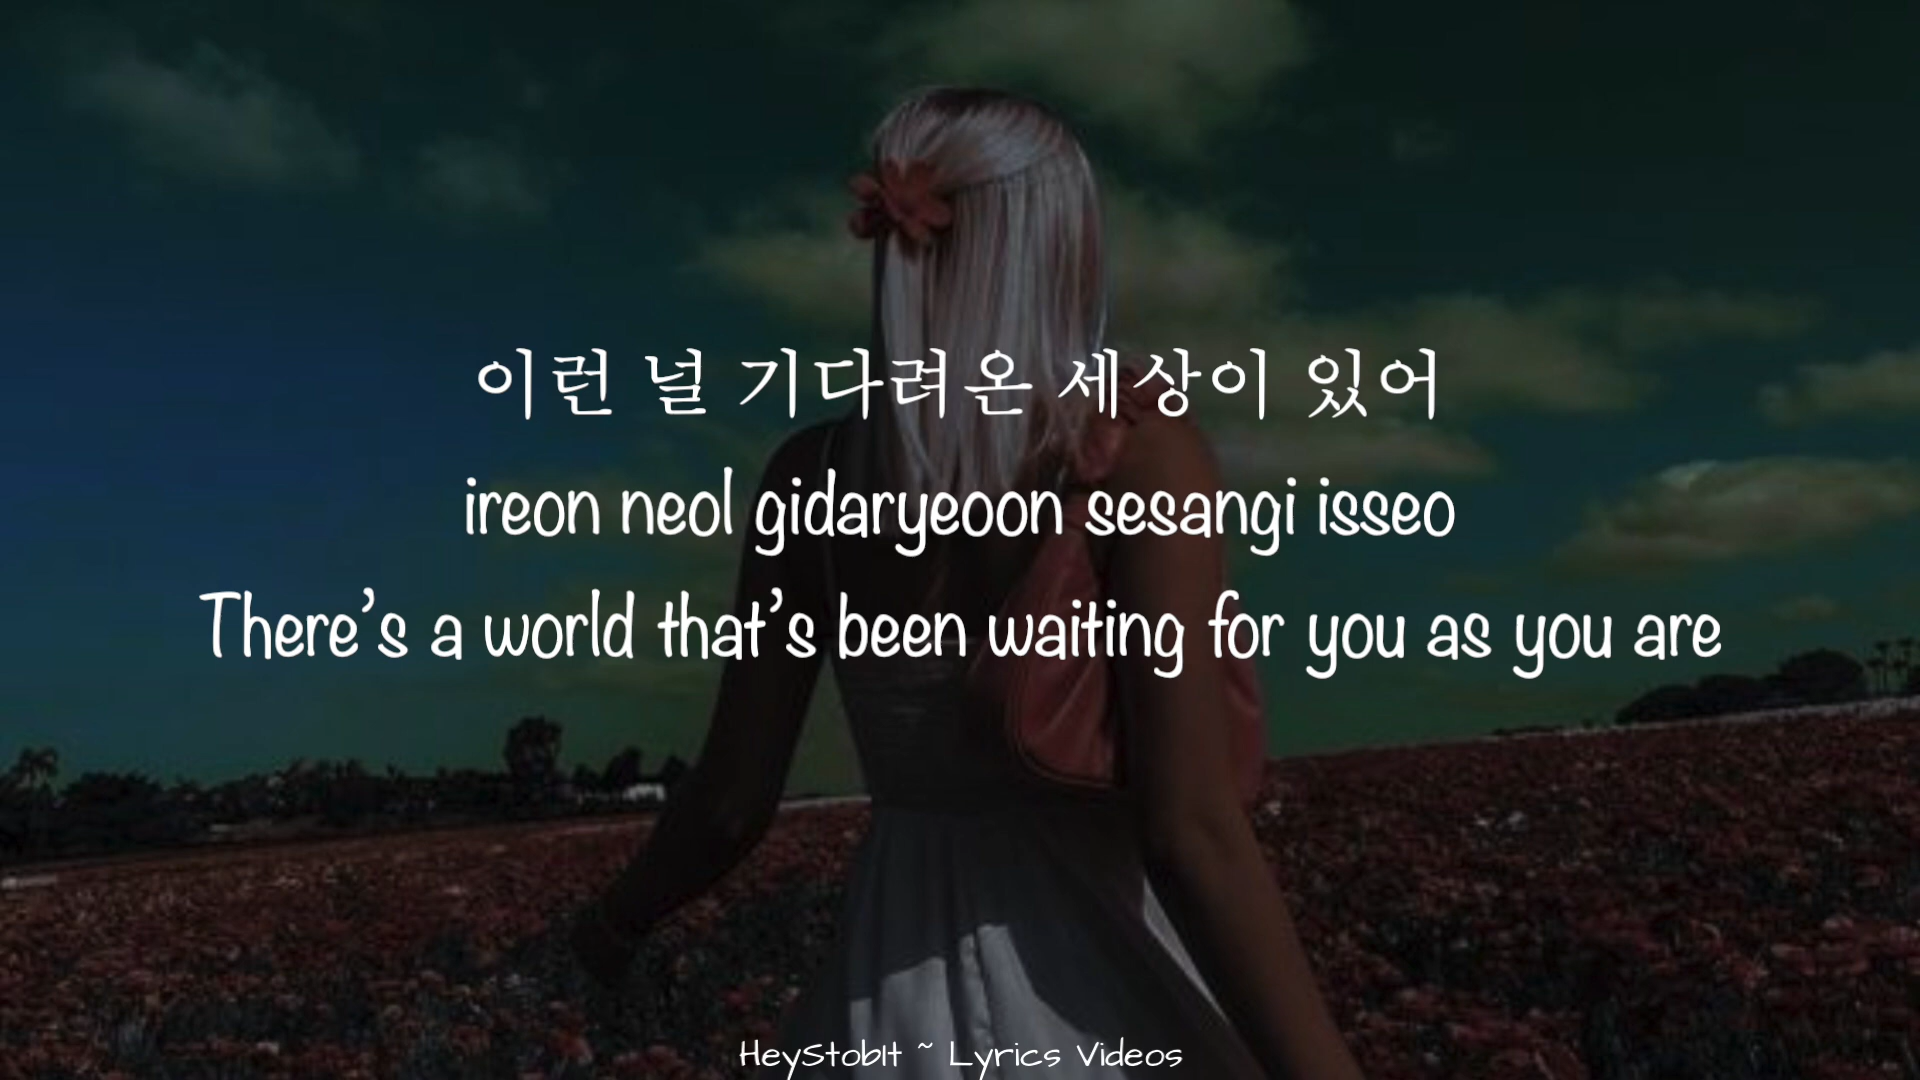 이런 널 기다려온 세상이 있어
ireon neol gidaryeoon sesangi isseo
There's a world that's been waiting for you as you are
HeyStobIt ~ Lyrics Videos